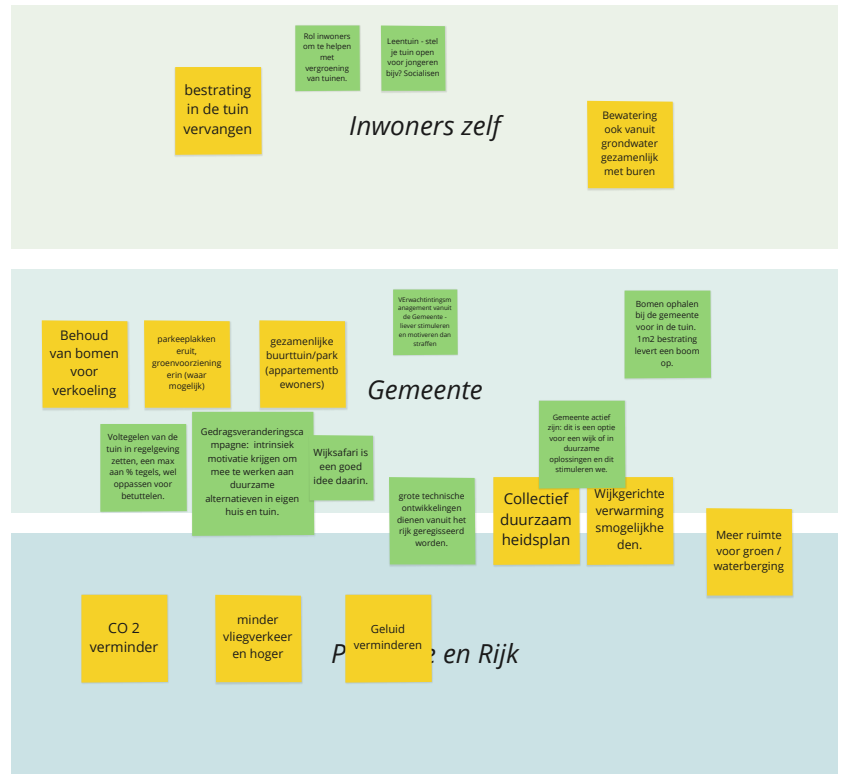 Rol inwoners
om te helpen
met
vergroening
van tuinen.
Leentuin - stel
je tuin open
voor jongeren
bijv? Socialisen
bestrating
in de tuin
vervangen
Inwoners zelf
Bewatering
ook vanuit
grondwater
gezamenlijk
met buren
VErwachtintingsm
anagement vanuit
de Gemeente -
liever stimuleren
en motiveren dan
straffen
Bomen ophalen
bij de gemeente
voor in de tuin.
1m2 bestrating
levert een boom
op.
Behoud
van bomen
voor
verkoeling
parkeeplakken
eruit,
groenvoorziening
erin (waar
mogelijk)
gezamenlijke
buurttuin/park
(appartementb
ewoners)
Gemeente
Voltegelen van de
tuin in regelgeving
zetten, een max
aan % tegels, wel
oppassen voor
betuttelen.
Gedragsveranderingsca
mpagne: intrinsiek
motivatie krijgen om
mee te werken aan
duurzame
alternatieven in eigen
huis en tuin.
Wijksafari is
een goed
idee daarin.
Gemeente actief
zijn: dit is een optie
voor een wijk of in
duurzame
oplossingen en dit
stimuleren we.
grote technische
ontwikkelingen
dienen vanuit het
rijk geregisseerd
worden.
Collectief
duurzaam
heidsplan
Wijkgerichte
verwarming
smogelijkhe
den.
Meer ruimte
voor groen /
waterberging
CO 2
verminder
minder
vliegverkeer
en hoger
Geluid
verminderen
en Rijk